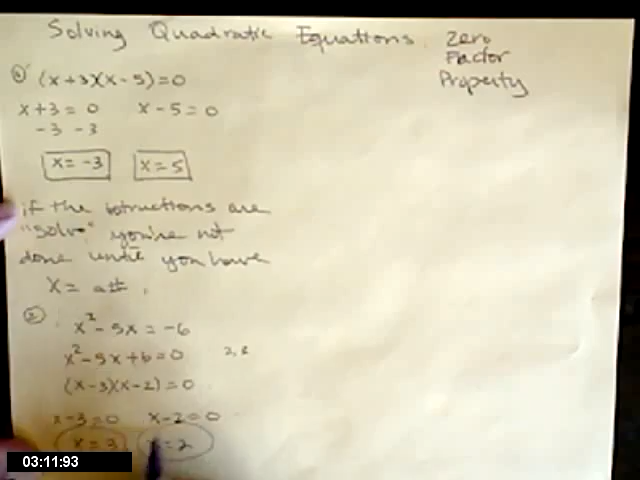 Solving Quadratic Equations Zero
Factor
Property
① (x+3)(x-5)=0
x+3=0 x-5=0
-3 -3
x=-3 x=5
if the instructions are
"solve" you're not
done until you have
x= a #.
② x²-5x=-6
x²-5x+6=0
(x-3)(x-2)=0
x-3=0 x-2=0
x=3 x=2
03:11:93